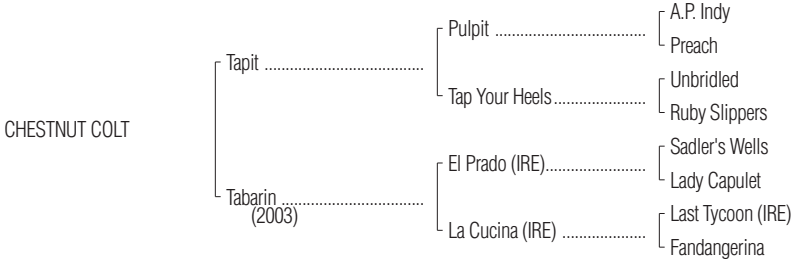 A.P. Indy
Pulpit ....................................
Preach
Tapit ......................................
Unbridled
Tap Your Heels......................
Ruby Slippers
CHESTNUT COLT
Sadler's Wells
El Prado (IRE)........................
Lady Capulet
Tabarin ..................................
(2003)
Last Tycoon (IRE)
La Cucina (IRE) ....................
Fandangerina